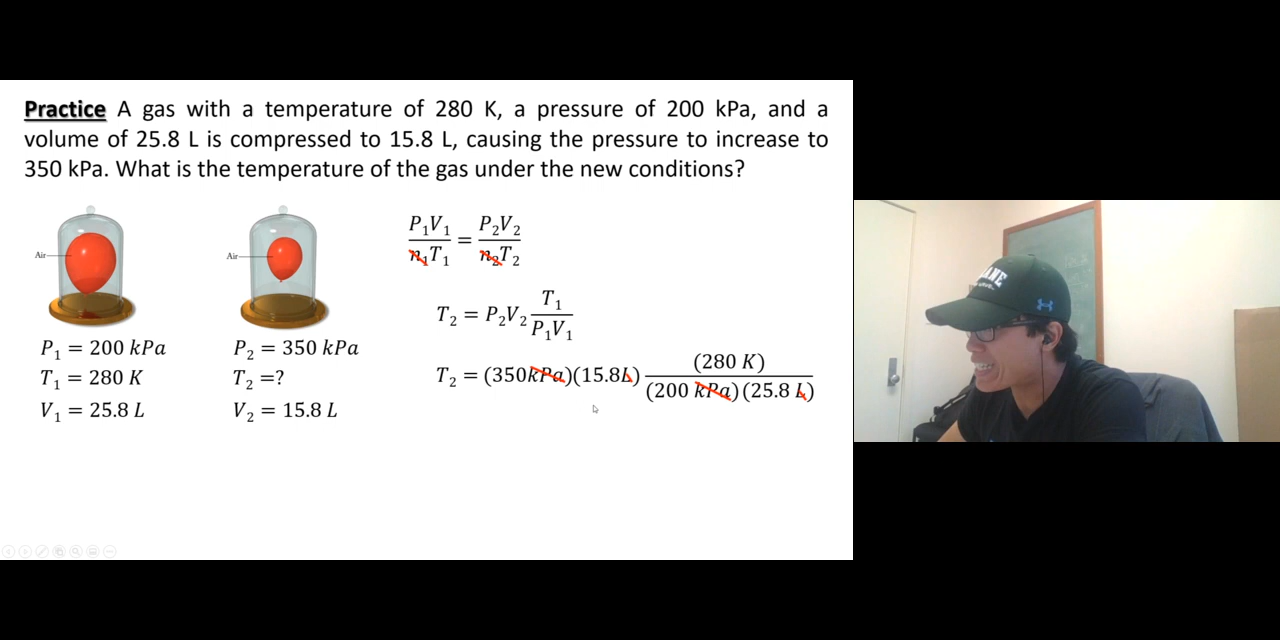 Practice A gas with a temperature of 280 K, a pressure of 200 kPa, and a
volume of 25.8 L is compressed to 15.8 L, causing the pressure to increase to
350 kPa. What is the temperature of the gas under the new conditions?
Air
Air
P₁ = 200 kPa
T₁ = 280 K
V₁ = 25.8 L
P₂ = 350 kPa
T₂ =?
V₂ = 15.8 L
P₁V₁/n₁T₁ = P₂V₂/n₂T₂
T₂ = P₂V₂ T₁/P₁V₁
T₂ = (350kPa)(15.8L) (280 K)/(200 kPa)(25.8 L)